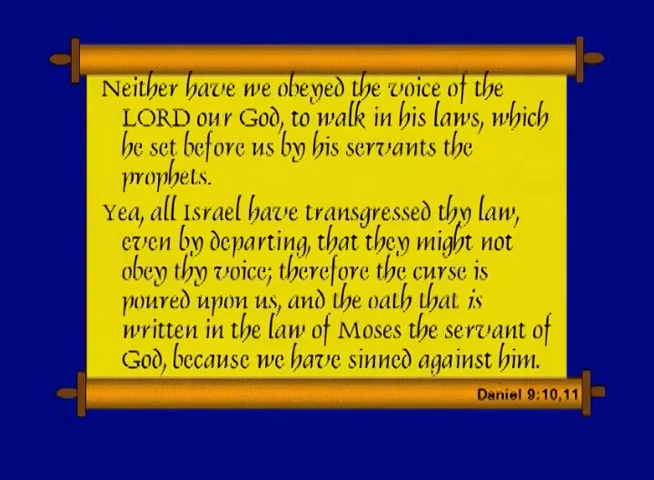 Neither have we obeyed the voice of the
LORD our God, to walk in his laws, which
he set before us by his servants the
prophets.
Yea, all Israel have transgressed thy law,
even by departing, that they might not
obey thy voice; therefore the curse is
poured upon us, and the oath that is
written in the law of Moses the servant of
God, because we have sinned against him.
Daniel 9:10,11